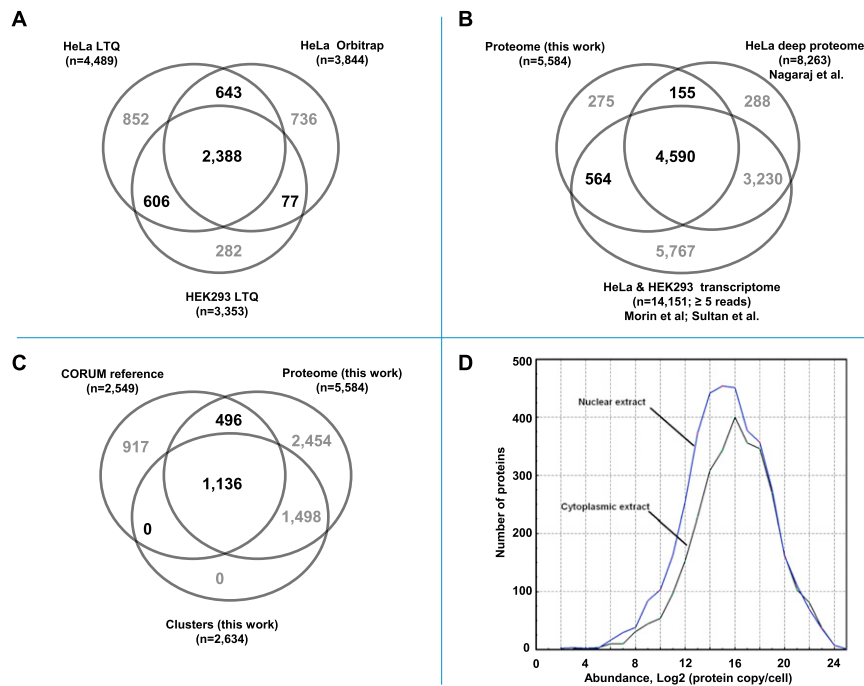 A
HeLa LTQ
(n=4,489)
HeLa Orbitrap
(n=3,844)
643
852
736
2,388
606
77
282
HEK293 LTQ
(n=3,353)
B
Proteome (this work)
(n=5,584)
HeLa deep proteome
(n=8,263)
Nagaraj et al.
155
275
288
4,590
564
3,230
5,767
HeLa & HEK293 transcriptome
(n=14,151; ≥ 5 reads)
Morin et al; Sultan et al.
C
CORUM reference
(n=2,549)
Proteome (this work)
(n=5,584)
496
917
2,454
1,136
0
1,498
0
Clusters (this work)
(n=2,634)
D
500
400
300
200
100
0
Number of proteins
Nuclear extract
Cytoplasmic extract
0 4 8 12 16 20 24
Abundance, Log2 (protein copy/cell)